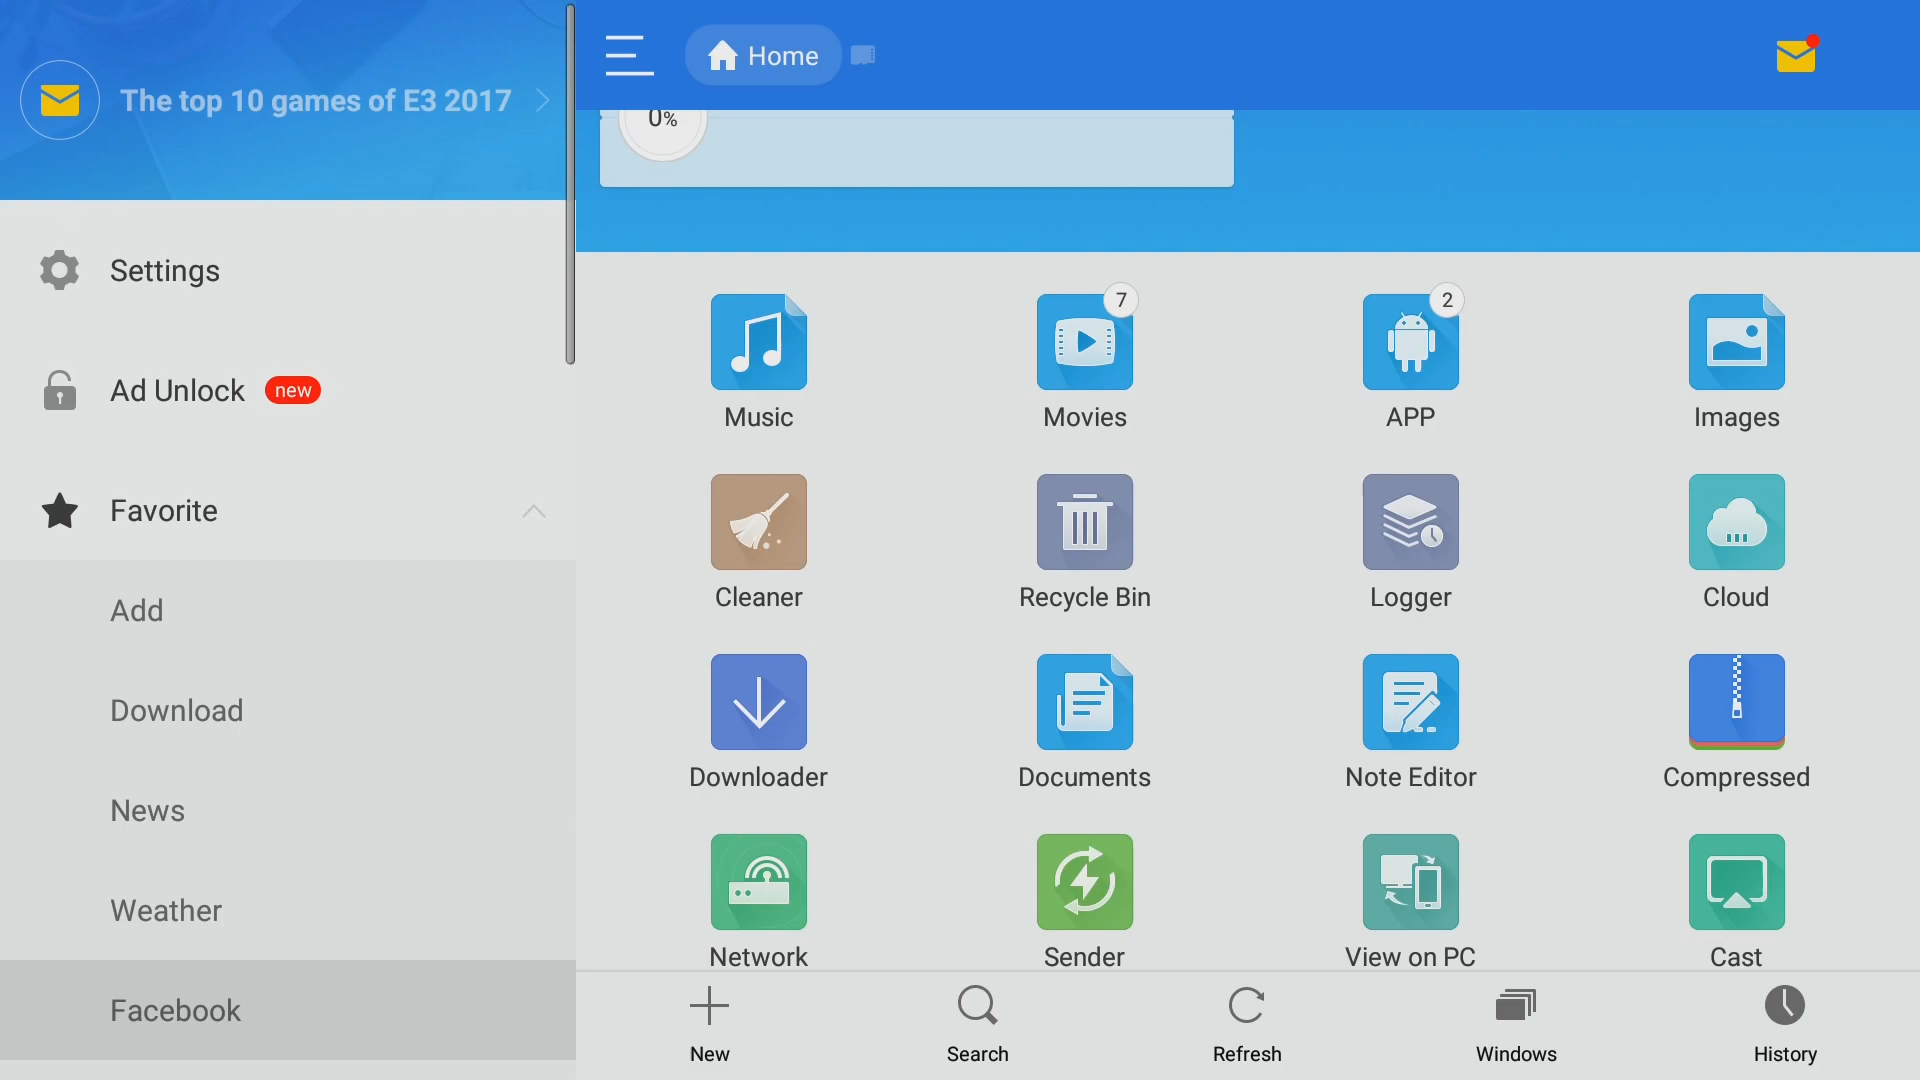 The top 10 games of E3 2017
Settings
Ad Unlock new
Favorite
Add
Download
News
Weather
Facebook
Home
0%
7
2
Music Movies APP Images
Cleaner Recycle Bin Logger Cloud
Downloader Documents Note Editor Compressed
Network Sender View on PC Cast
New Search Refresh Windows History